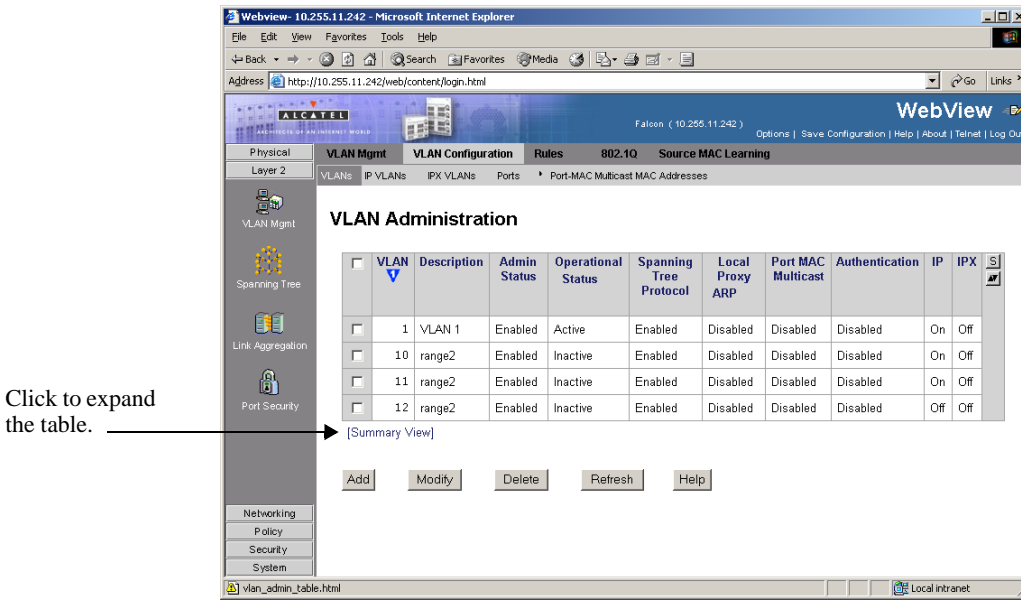 Webview- 10.255.11.242 - Microsoft Internet Explorer
File Edit View Favorites Tools Help
Back Search Favorites Media
Address http://10.255.11.242/web/content/login.html Go Links
ALCATEL
ARCHITECTS OF AN INTERNET WORLD
WebView
Falcon ( 10.255.11.242 )
Options | Save Configuration | Help | About | Telnet | Log Ou
Physical
Layer 2
VLAN Mgmt VLAN Configuration Rules 802.1Q Source MAC Learning
VLANs IP VLANs IPX VLANs Ports Port-MAC Multicast MAC Addresses
VLAN Mgmt
Spanning Tree
Link Aggregation
Port Security
VLAN Administration
VLAN 1 Description Admin Status Operational Status Spanning Tree Protocol Local Proxy ARP Port MAC Multicast Authentication IP IPX S
1 VLAN 1 Enabled Active Enabled Disabled Disabled Disabled On Off
10 range2 Enabled Inactive Enabled Disabled Disabled Disabled On Off
11 range2 Enabled Inactive Enabled Disabled Disabled Disabled On Off
12 range2 Enabled Inactive Enabled Disabled Disabled Disabled Off Off
Click to expand
the table.
[Summary View]
Add Modify Delete Refresh Help
Networking
Policy
Security
System
vlan_admin_table.html Local intranet